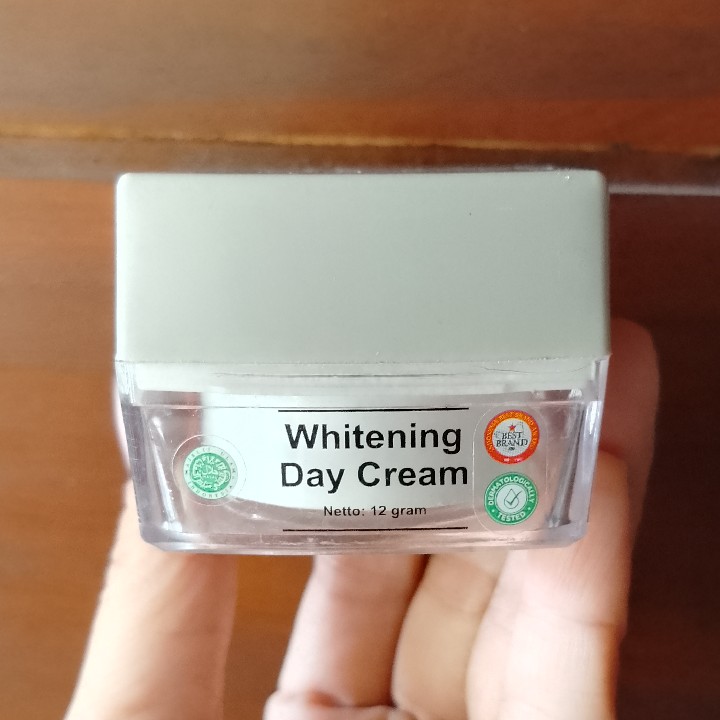 Whitening
Day Cream
Netto: 12 gram
BEST
BRAND
DERMATOLOGICALLY
TESTED